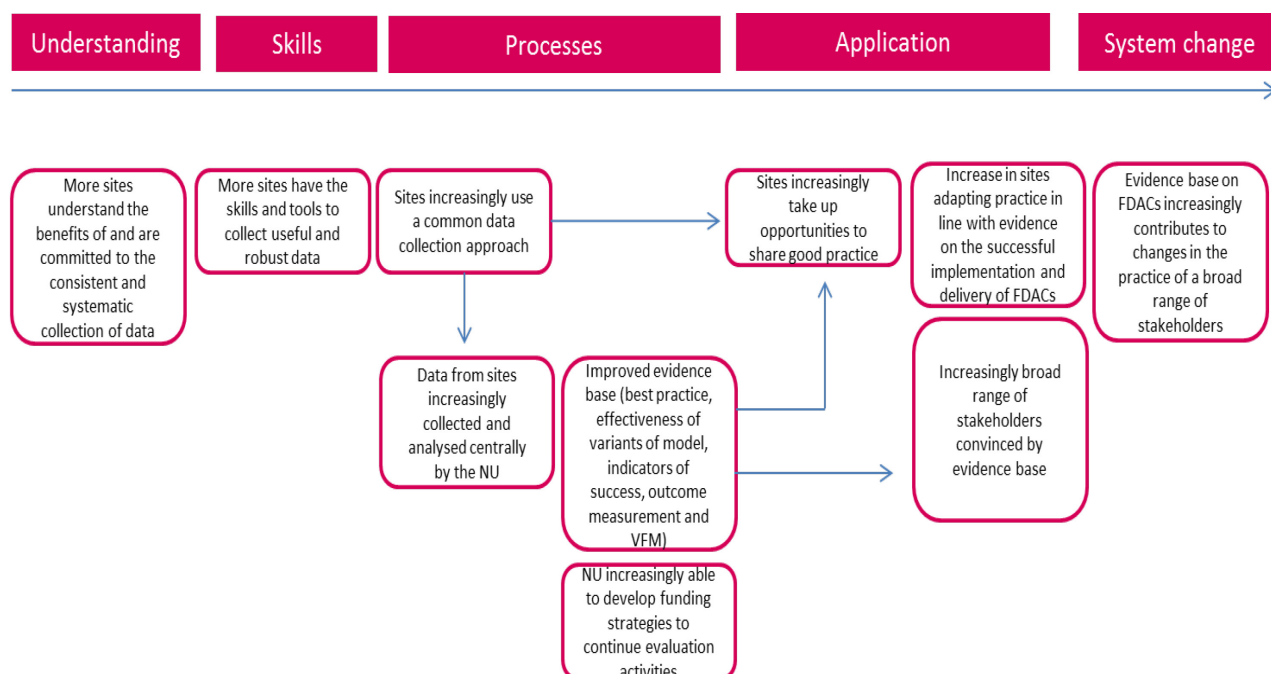 Understanding
Skills
Processes
Application
System change
More sites
understand the
benefits of and are
committed to the
consistent and
systematic
collection of data
More sites have the
skills and tools to
collect useful and
robust data
Sites increasingly use
a common data
collection approach
Sites increasingly
take up
opportunities to
share good practice
Increase in sites
adapting practice in
line with evidence
on the successful
implementation and
delivery of FDACs
Evidence base on
FDACs increasingly
contributes to
changes in the
practice of a broad
range of
stakeholders
Data from sites
increasingly
collected and
analysed centrally
by the NU
Improved evidence
base (best practice,
effectiveness of
variants of model,
indicators of
success, outcome
measurement and
VFM)
Increasingly broad
range of
stakeholders
convinced by
evidence base
NU increasingly able
to develop funding
strategies to
continue evaluation
activities